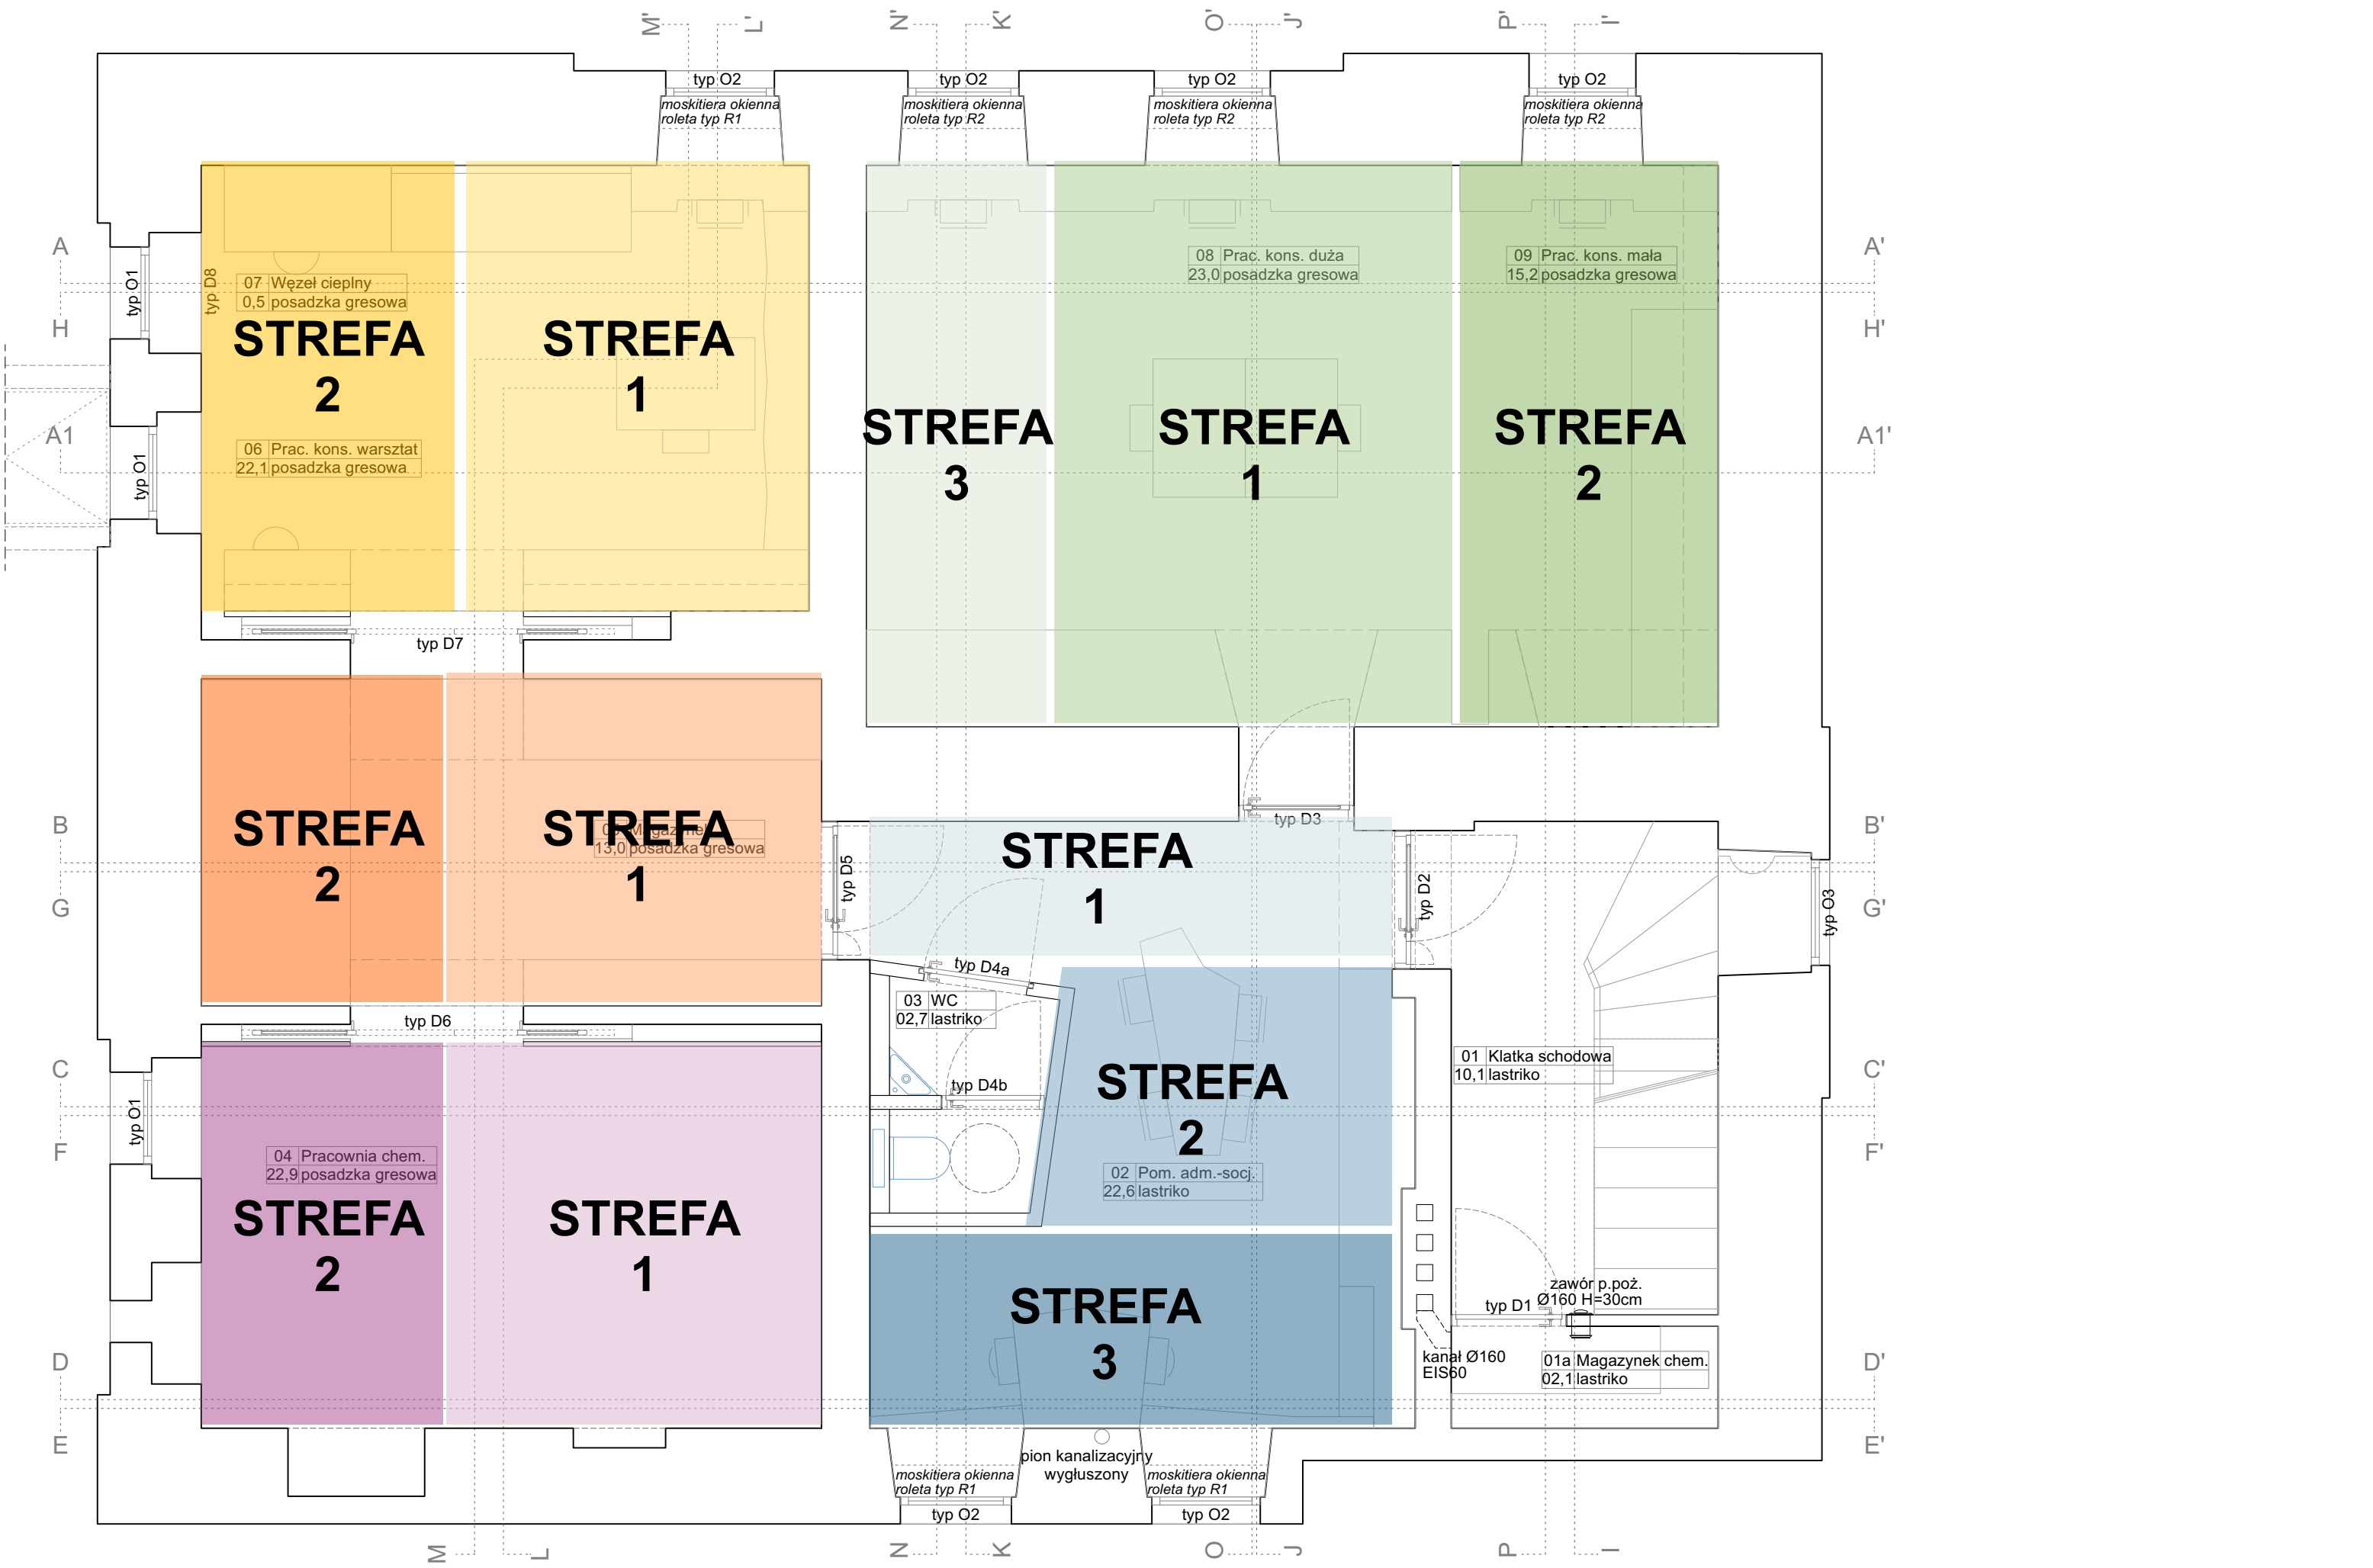 M' L' N' K' O' J' P' I'
typ O2 typ O2 typ O2 typ O2
moskitiera okienna
roleta typ R1
moskitiera okienna
roleta typ R2
moskitiera okienna
roleta typ R2
moskitiera okienna
roleta typ R2
A A'
H H'
A1 A1'
typ O1
typ D8
typ O1
07 Węzeł cieplny
0,5 posadzka gresowa
STREFA
2
STREFA
1
06 Prac. kons. warsztat
22,1 posadzka gresowa
08 Prac. kons. duża
23,0 posadzka gresowa
09 Prac. kons. mała
15,2 posadzka gresowa
STREFA
3
STREFA
1
STREFA
2
typ D7
B B'
G G'
STREFA
2
STREFA
1
13,0 posadzka gresowa
typ D3
typ D5
STREFA
1
typ D2
typ O3
typ D6
typ D4a
03 WC
02,7 lastriko
typ D4b
C C'
F F'
typ O1
04 Pracownia chem.
22,9 posadzka gresowa
STREFA
2
STREFA
1
STREFA
2
02 Pom. adm.-socj.
22,6 lastriko
01 Klatka schodowa
10,1 lastriko
STREFA
3
zawór p.poż.
Ø160 H=30cm
typ D1
kanał Ø160
EIS60
01a Magazynek chem.
02,1 lastriko
D D'
E E'
pion kanalizacyjny
wygłuszony
moskitiera okienna
roleta typ R1
moskitiera okienna
roleta typ R1
typ O2 typ O2
M L N K O J P I